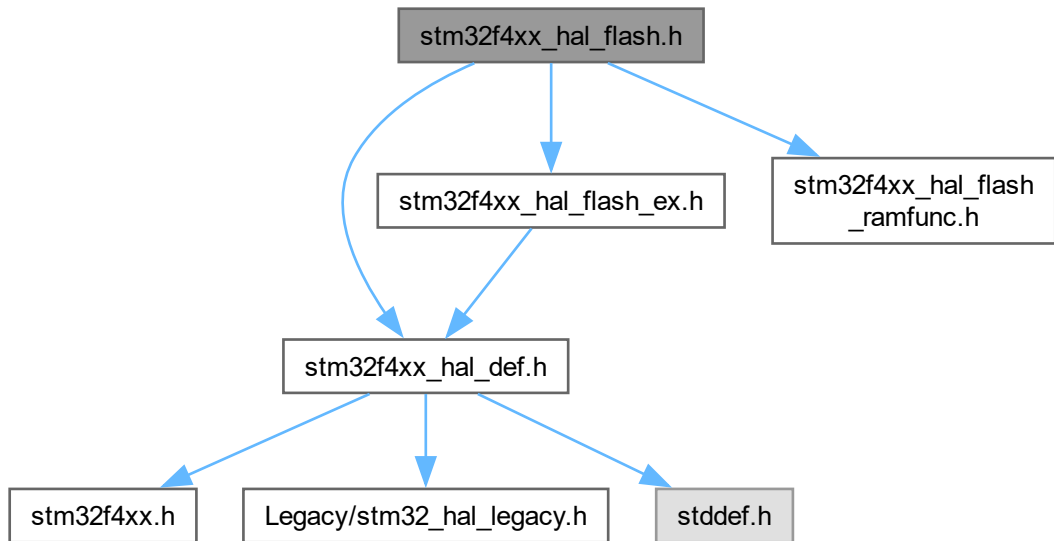 stm32f4xx_hal_flash.h
stm32f4xx_hal_flash_ex.h
stm32f4xx_hal_flash
_ramfunc.h
stm32f4xx_hal_def.h
stm32f4xx.h
Legacy/stm32_hal_legacy.h
stddef.h